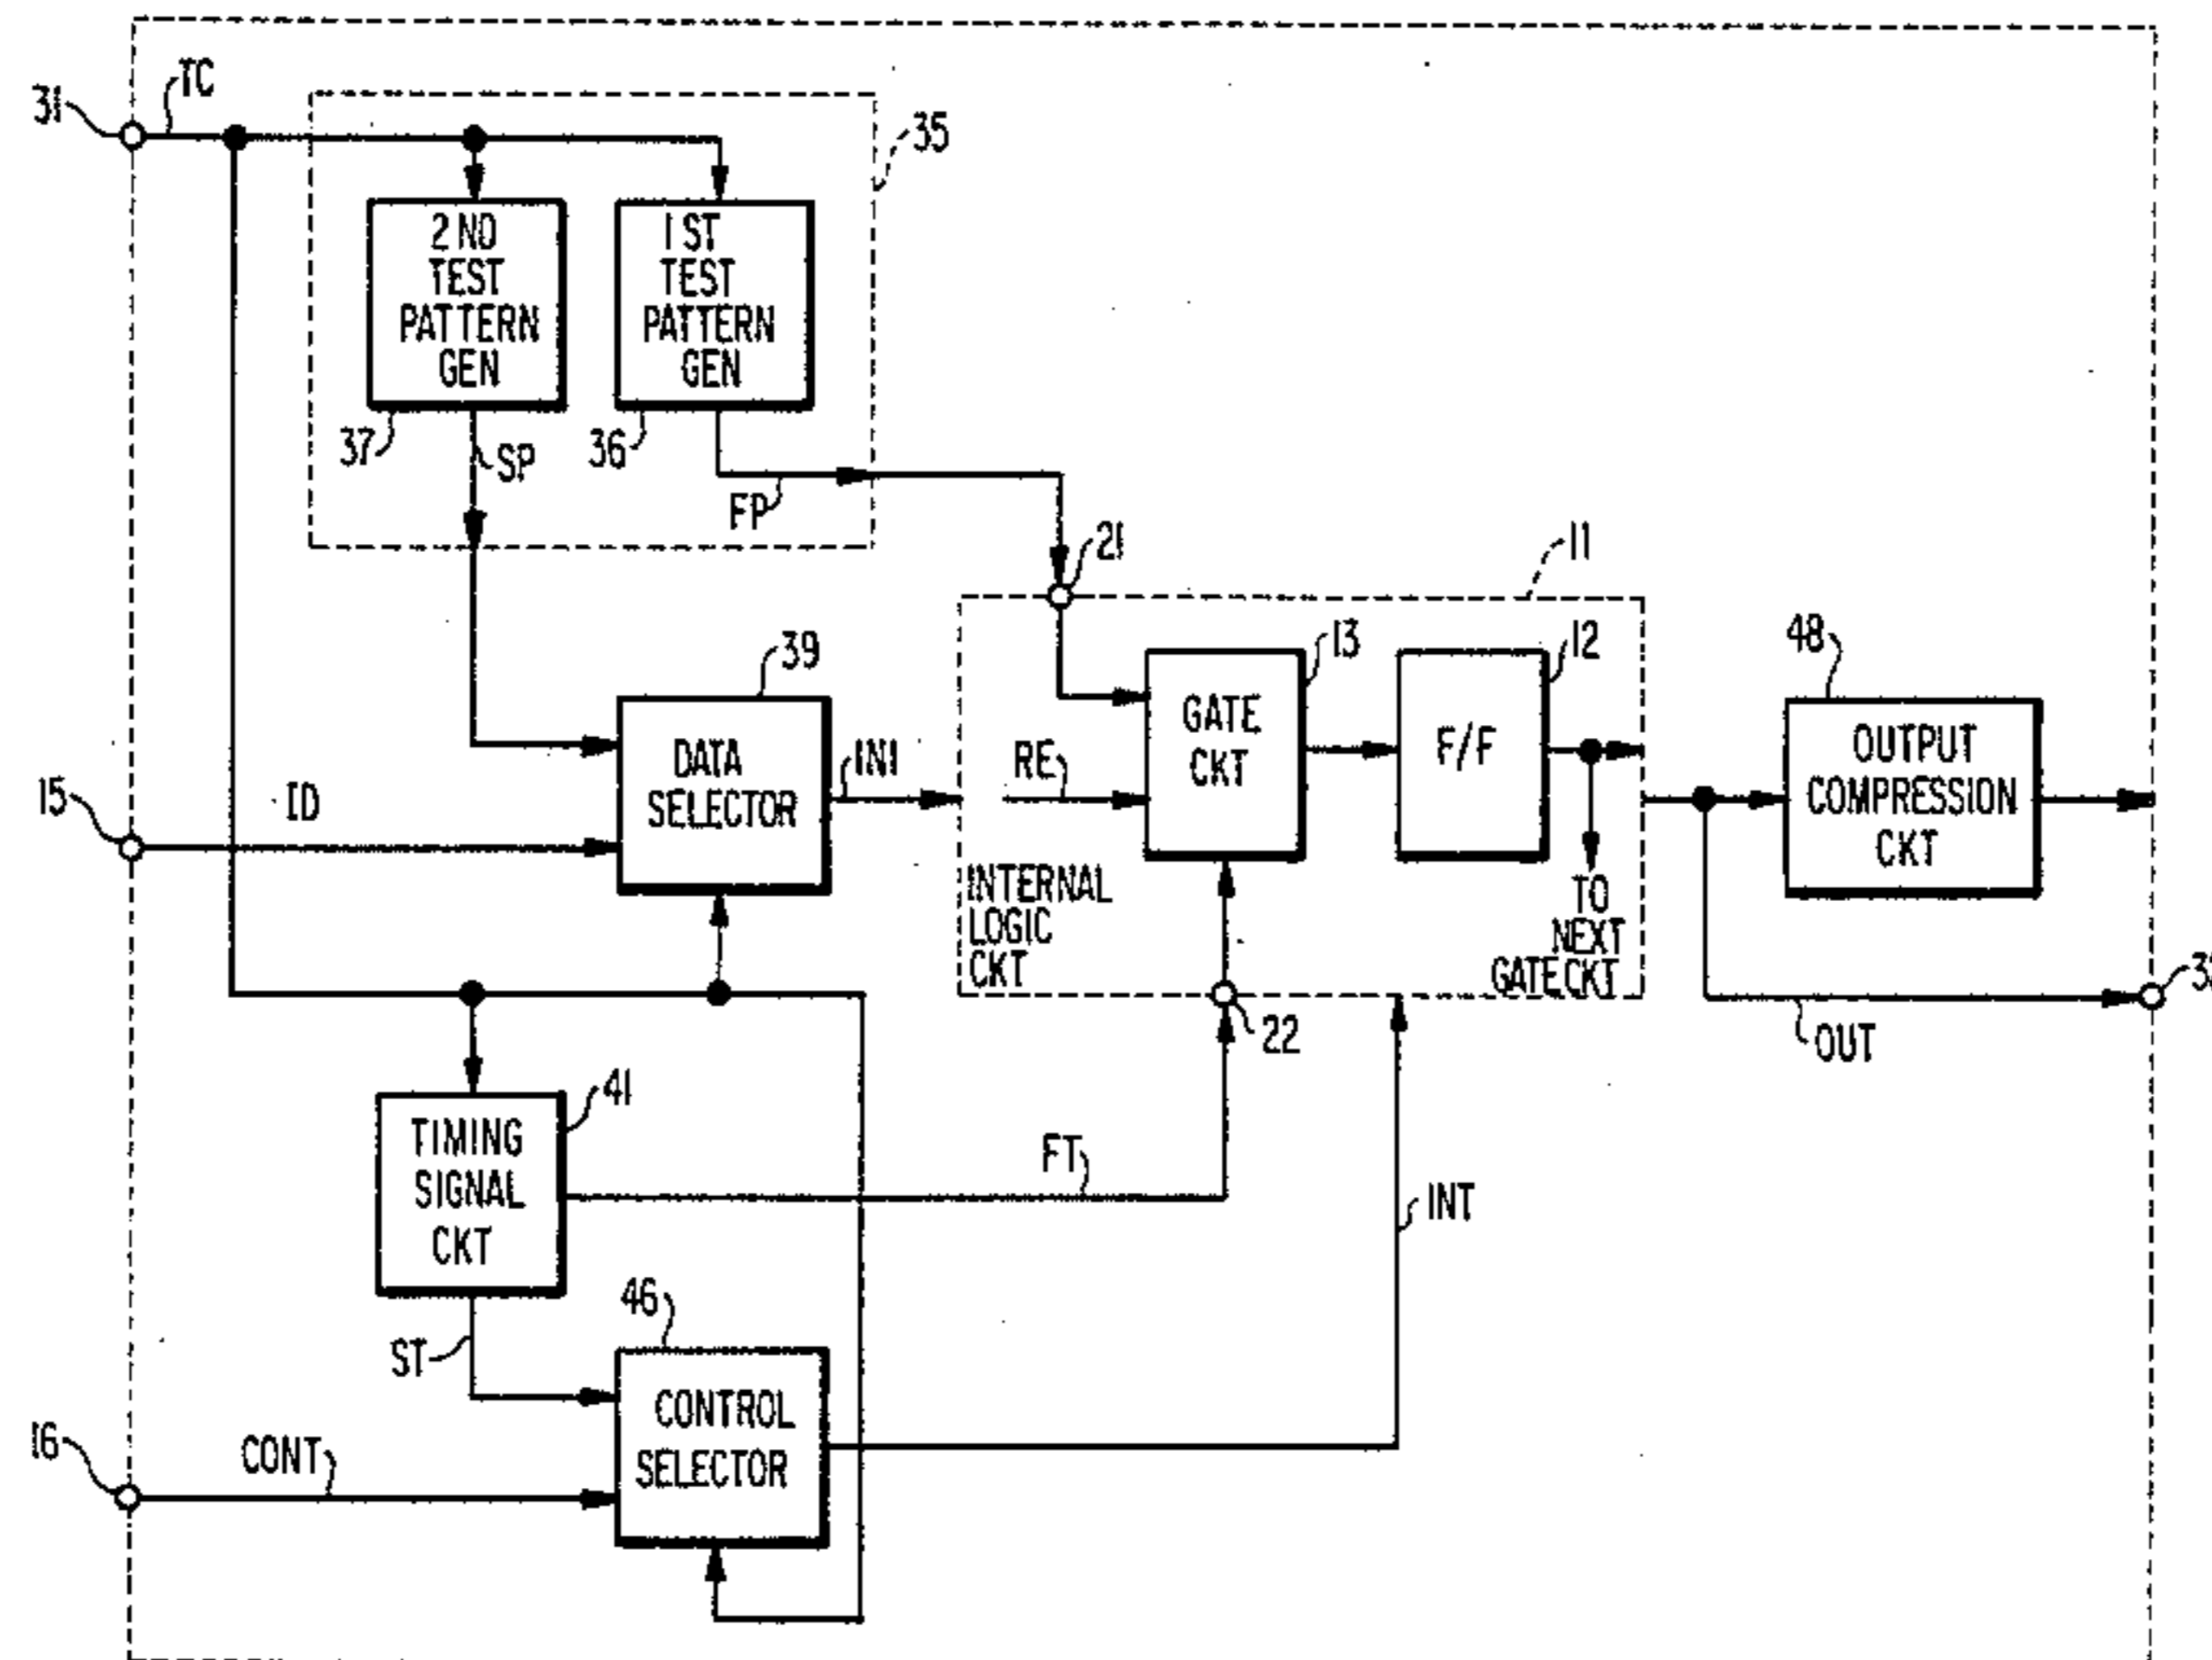 31
TC
35
2 ND
TEST
PATTERN
GEN
1 ST
TEST
PATTERN
GEN
37
SP
36
FP
21
11
39
13
12
48
DATA
SELECTOR
IN1
RE
GATE
CKT
F/F
OUTPUT
COMPRESSION
CKT
15
ID
INTERNAL
LOGIC
CKT
TO
NEXT
GATE CKT
22
OUT
41
TIMING
SIGNAL
CKT
FT
INT
46
ST
CONTROL
SELECTOR
16
CONT